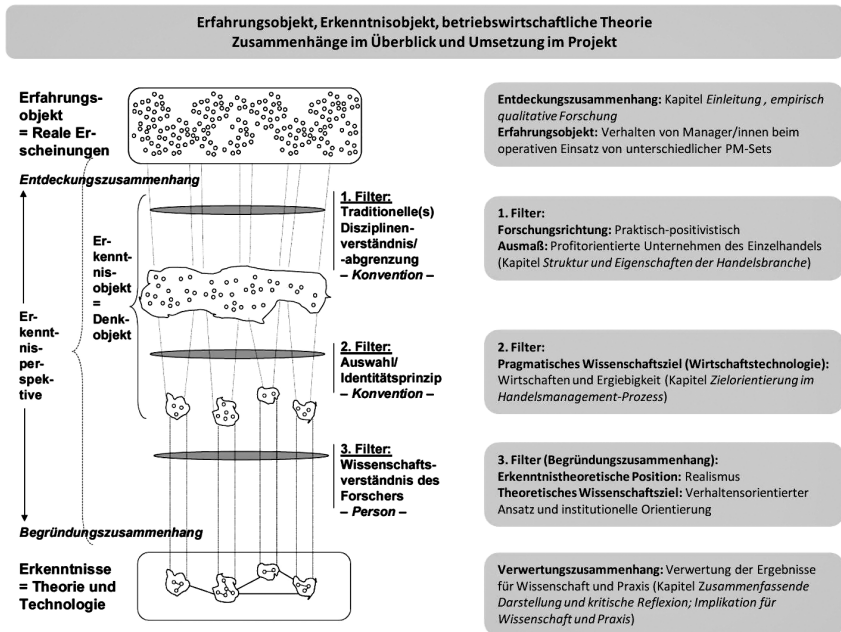 Erfahrungsobjekt, Erkenntnisobjekt, betriebswirtschaftliche Theorie
Zusammenhänge im Überblick und Umsetzung im Projekt
Erfahrungs-
objekt
= Reale Er-
scheinungen
Entdeckungszusammenhang
Er-
kennt-
nis-
per-
spek-
tive
Er-
kennt-
nis-
objekt
=
Denk-
objekt
1. Filter:
Traditionelle(s)
Disziplinen-
verständnis/
-abgrenzung
– Konvention –
2. Filter:
Auswahl/
Identitätsprinzip
– Konvention –
3. Filter:
Wissenschafts-
verständnis des
Forschers
– Person –
Begründungszusammenhang
Erkenntnisse
= Theorie und
Technologie
Entdeckungszusammenhang: Kapitel Einleitung , empirisch
qualitative Forschung
Erfahrungsobjekt: Verhalten von Manager/innen beim
operativen Einsatz von unterschiedlicher PM-Sets
1. Filter:
Forschungsrichtung: Praktisch-positivistisch
Ausmaß: Profitorientierte Unternehmen des Einzelhandels
(Kapitel Struktur und Eigenschaften der Handelsbranche)
2. Filter:
Pragmatisches Wissenschaftsziel (Wirtschaftstechnologie):
Wirtschaften und Ergiebigkeit (Kapitel Zielorientierung im
Handelsmanagement-Prozess)
3. Filter (Begründungszusammenhang):
Erkenntnistheoretische Position: Realismus
Theoretisches Wissenschaftsziel: Verhaltensorientierter
Ansatz und institutionelle Orientierung
Verwertungszusammenhang: Verwertung der Ergebnisse
für Wissenschaft und Praxis (Kapitel Zusammenfassende
Darstellung und kritische Reflexion; Implikation für
Wissenschaft und Praxis)